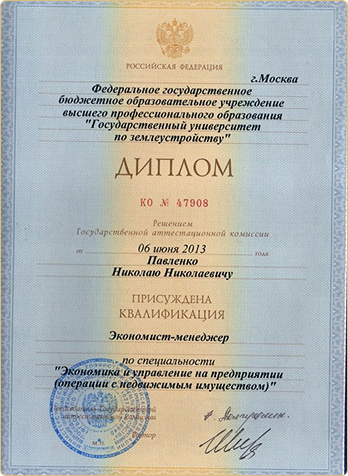 РОССИЙСКАЯ ФЕДЕРАЦИЯ
г.Москва
Федеральное государственное
бюджетное образовательное учреждение
высшего профессионального образования
"Государственный университет
по землеустройству"
ДИПЛОМ
КО № 47908
Решением
Государственной аттестационной комиссии
от 06 июня 2013 года
Павленко
Николаю Николаевичу
ПРИСУЖДЕНА
КВАЛИФИКАЦИЯ
Экономист-менеджер
по специальности
"Экономика и управление на предприятии
(операции с недвижимым имуществом)"
Председатель Государственной
аттестационной комиссии
Ректор